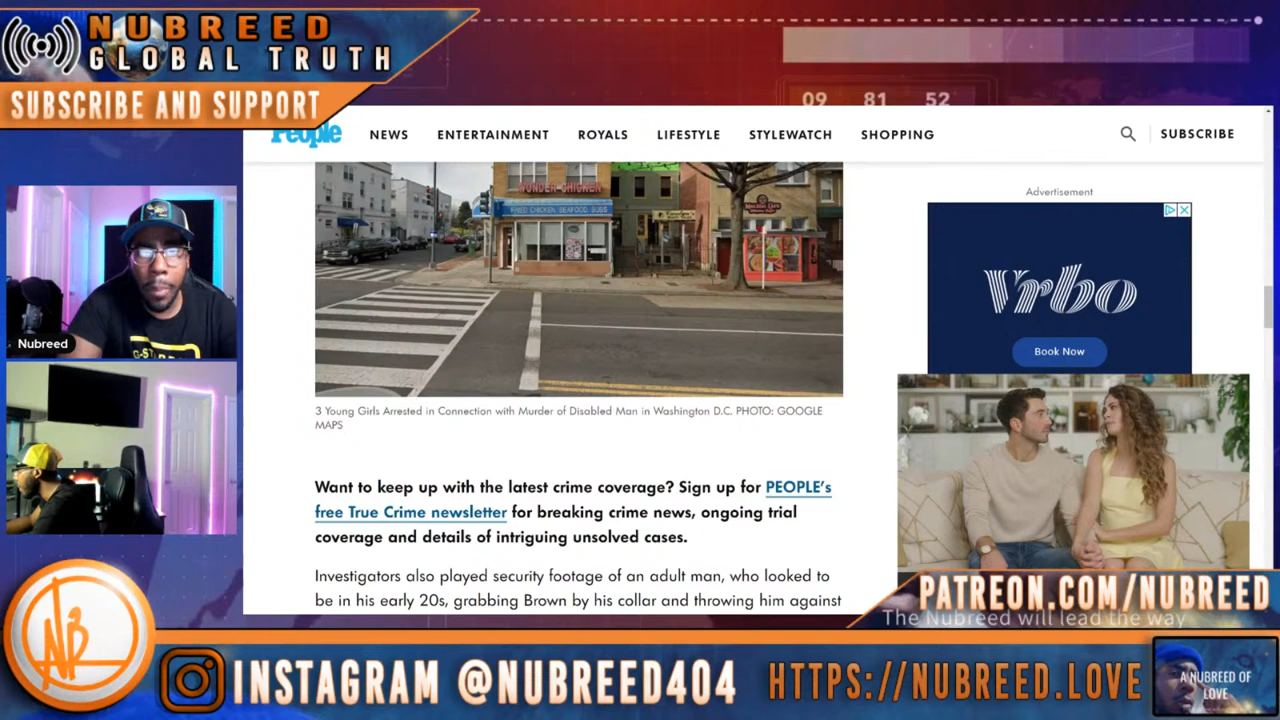 NUBREED
GLOBAL TRUTH
SUBSCRIBE AND SUPPORT
09 81 52
People
NEWS ENTERTAINMENT ROYALS LIFESTYLE STYLEWATCH SHOPPING SUBSCRIBE
WUNDER CHICKEN
FRIED CHICKEN, SEAFOOD, SUBS
Advertisement
Vrbo
Book Now
Nubreed
3 Young Girls Arrested in Connection with Murder of Disabled Man in Washington D.C. PHOTO: GOOGLE
MAPS
Want to keep up with the latest crime coverage? Sign up for PEOPLE's
free True Crime newsletter for breaking crime news, ongoing trial
coverage and details of intriguing unsolved cases.
Investigators also played security footage of an adult man, who looked to
be in his early 20s, grabbing Brown by his collar and throwing him against
PATREON.COM/NUBREED
The Nubreed will lead the way
NB
INSTAGRAM @NUBREED404
HTTPS://NUBREED.LOVE
A NUBREED OF
LOVE